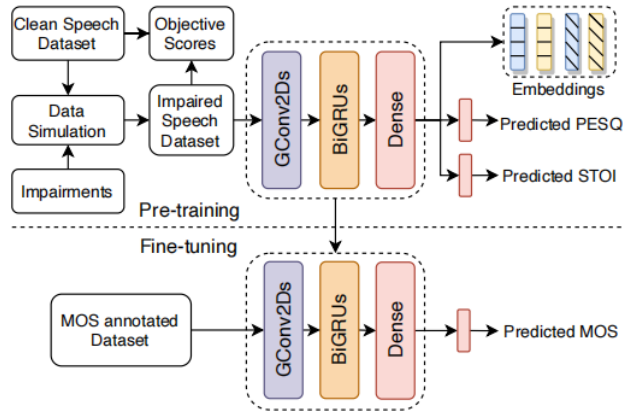 Clean Speech
Dataset
Objective
Scores
Data
Simulation
Impaired
Speech
Dataset
Impairments
GConv2Ds
BiGRUs
Dense
Embeddings
Predicted PESQ
Predicted STOI
Pre-training
Fine-tuning
MOS annotated
Dataset
GConv2Ds
BiGRUs
Dense
Predicted MOS